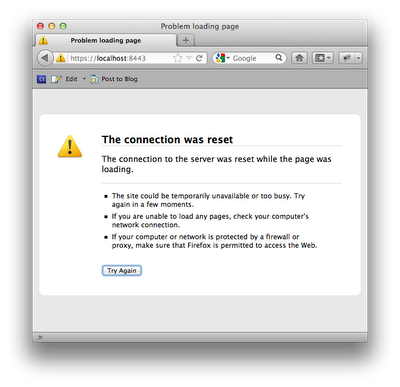 Problem loading page
Problem loading page
https://localhost:8443
Google
Edit
Post to Blog
The connection was reset
The connection to the server was reset while the page was
loading.
The site could be temporarily unavailable or too busy. Try
again in a few moments.
If you are unable to load any pages, check your computer's
network connection.
If your computer or network is protected by a firewall or
proxy, make sure that Firefox is permitted to access the Web.
Try Again